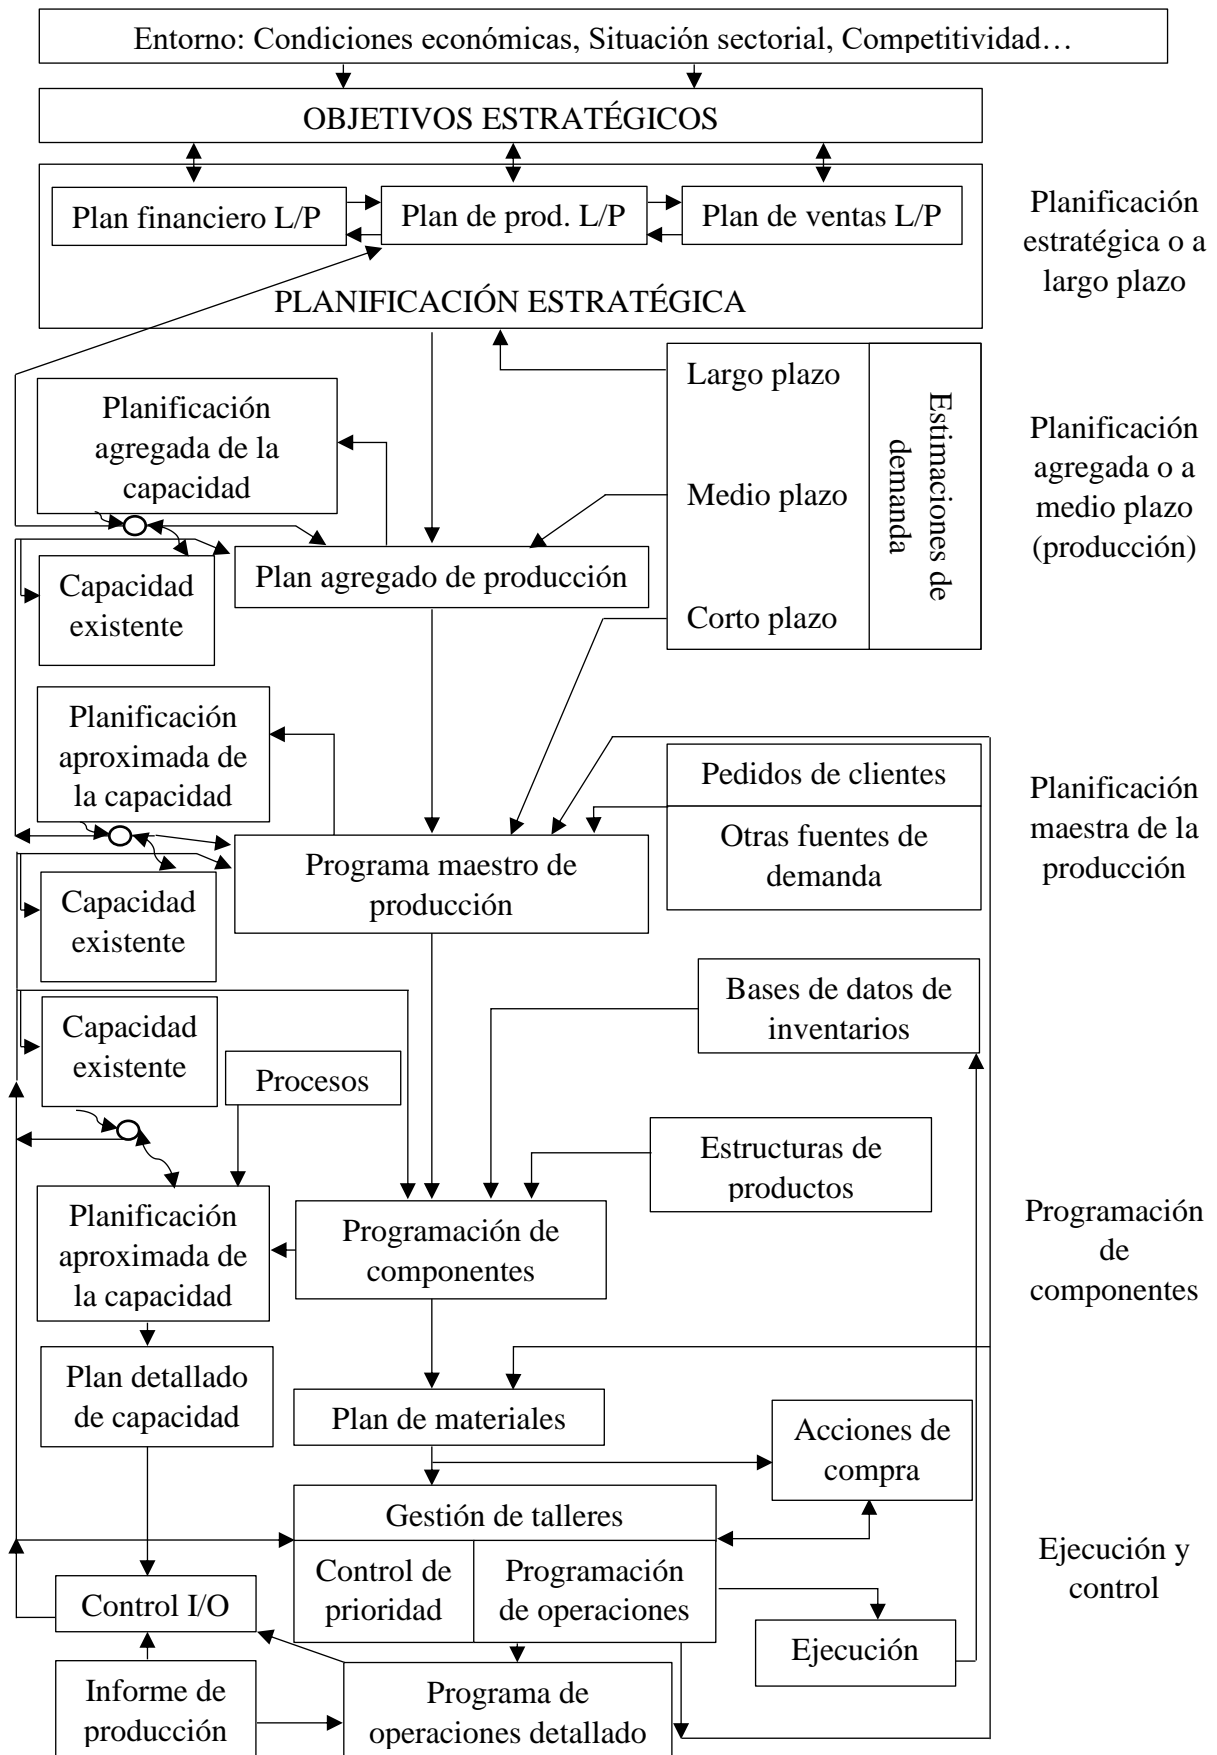 Entorno: Condiciones económicas, Situación sectorial, Competitividad…
OBJETIVOS ESTRATÉGICOS
Plan financiero L/P
Plan de prod. L/P
Plan de ventas L/P
PLANIFICACIÓN ESTRATÉGICA
Planificación
estratégica o a
largo plazo
Largo plazo
Medio plazo
Corto plazo
Estimaciones de
demanda
Planificación
agregada de la
capacidad
Planificación
agregada o a
medio plazo
(producción)
Plan agregado de producción
Capacidad
existente
Planificación
aproximada de
la capacidad
Pedidos de clientes
Otras fuentes de
demanda
Planificación
maestra de la
producción
Programa maestro de
producción
Capacidad
existente
Bases de datos de
inventarios
Capacidad
existente
Procesos
Estructuras de
productos
Planificación
aproximada de
la capacidad
Programación de
componentes
Programación
de
componentes
Plan detallado
de capacidad
Plan de materiales
Acciones de
compra
Gestión de talleres
Control de
prioridad
Programación
de operaciones
Ejecución y
control
Control I/O
Ejecución
Informe de
producción
Programa de
operaciones detallado